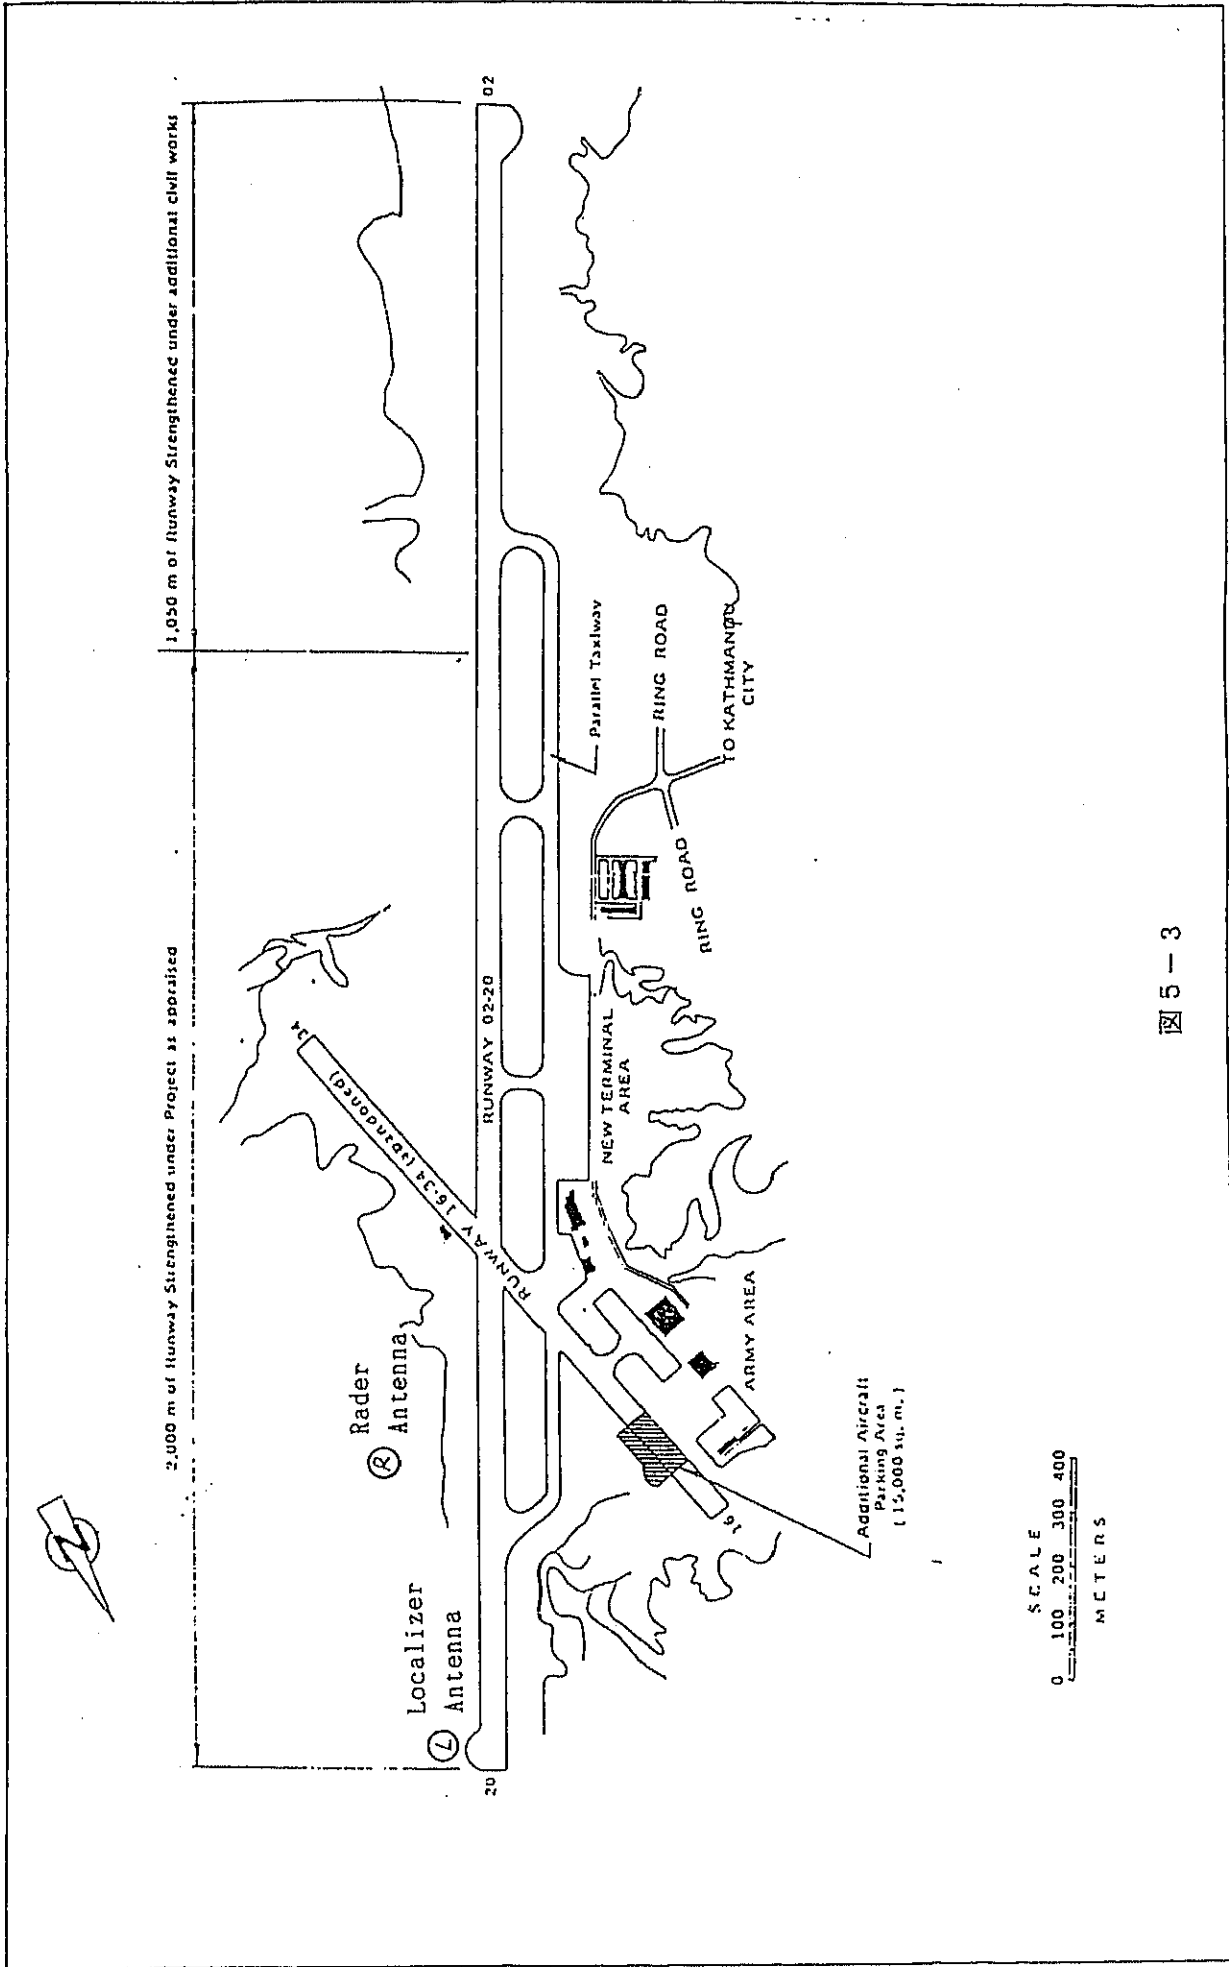 2,000 m of Runway Strengthened under Project as appraised
1,050 m of Runway Strengthened under additional civil works
Localizer
Antenna
L
Rader
Antenna
R
20
02
RUNWAY 16-34 (abandoned)
34
RUNWAY 02-20
Parallel Taxiway
NEW TERMINAL
AREA
RING ROAD
RING ROAD
TO KATHMANDU
CITY
16
ARMY AREA
Additional Aircraft
Parking Area
(15,000 sq. m.)
SCALE
0 100 200 300 400
METERS
N
図5-3